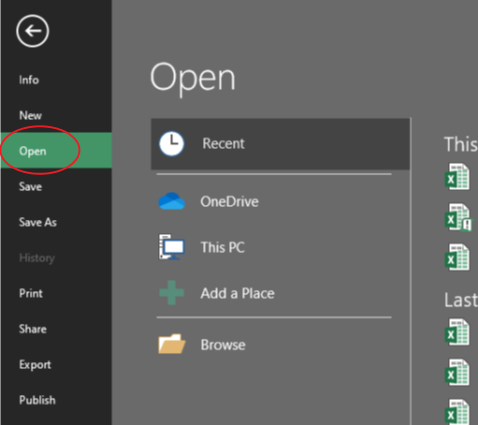 Info
New
Open
Save
Save As
History
Print
Share
Export
Publish
Open
Recent
OneDrive
This PC
Add a Place
Browse
This
Last